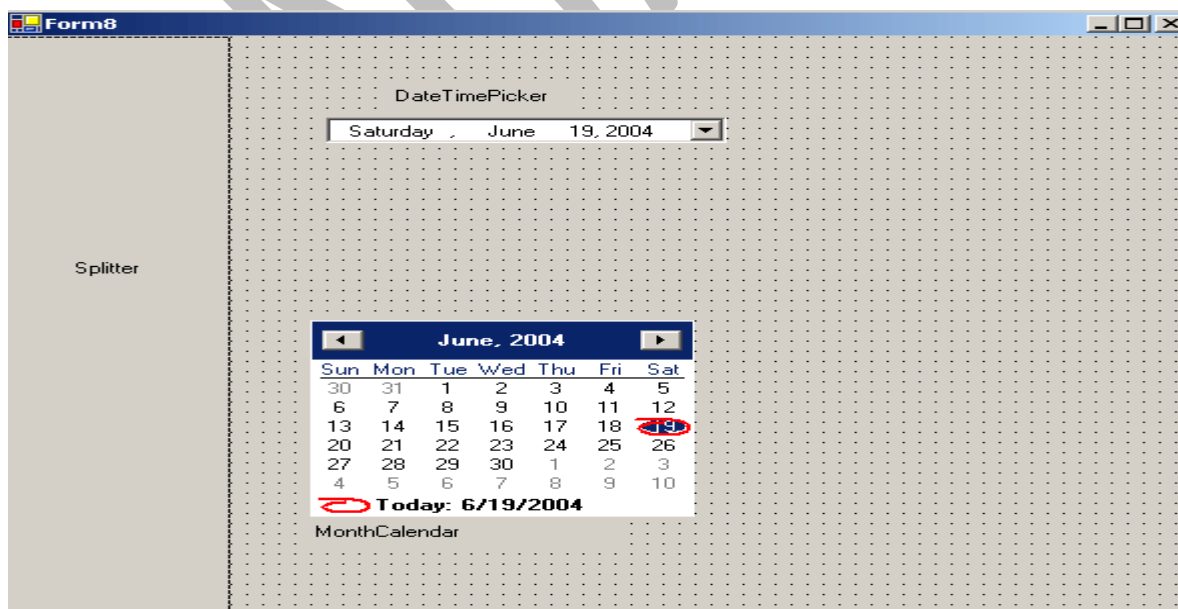 Form8
DateTimePicker
Saturday , June 19, 2004
Splitter
June, 2004
Sun Mon Tue Wed Thu Fri Sat
30 31 1 2 3 4 5
6 7 8 9 10 11 12
13 14 15 16 17 18 19
20 21 22 23 24 25 26
27 28 29 30 1 2 3
4 5 6 7 8 9 10
Today: 6/19/2004
MonthCalendar